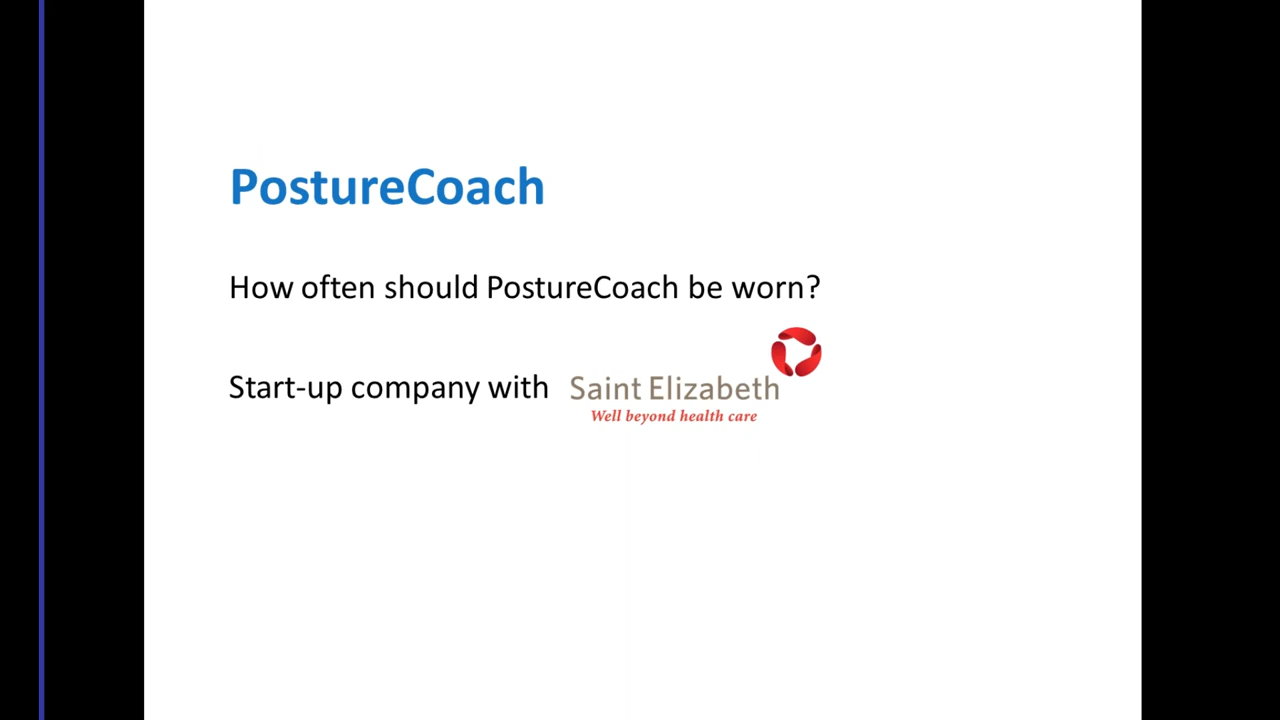 PostureCoach
How often should PostureCoach be worn?
Start-up company with Saint Elizabeth
Well beyond health care